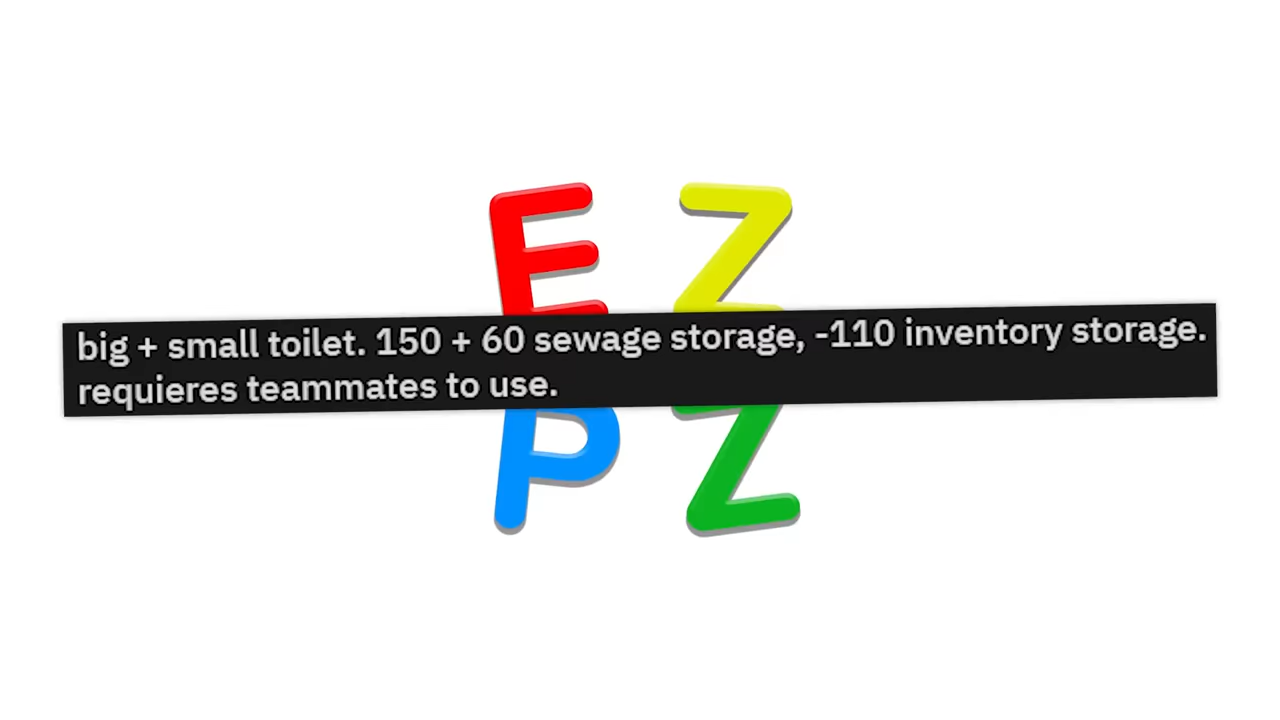 E Z
big + small toilet. 150 + 60 sewage storage, -110 inventory storage.
requieres teammates to use.
P Z